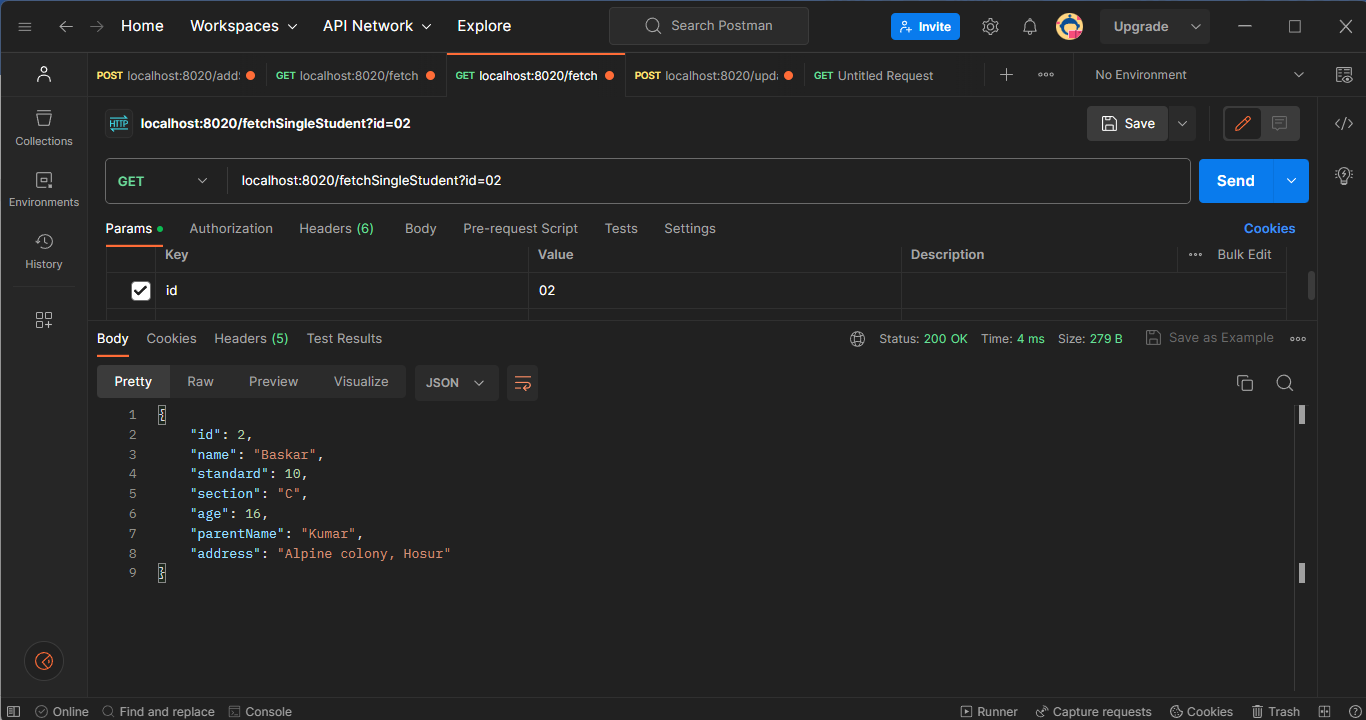 Home Workspaces API Network Explore Search Postman Invite Upgrade
POST localhost:8020/add: GET localhost:8020/fetch GET localhost:8020/fetch POST localhost:8020/upda GET Untitled Request No Environment
HTTP localhost:8020/fetchSingleStudent?id=02 Save
Collections
Environments
History
GET localhost:8020/fetchSingleStudent?id=02 Send
Params Authorization Headers (6) Body Pre-request Script Tests Settings Cookies
Key Value Description Bulk Edit
id 02
Body Cookies Headers (5) Test Results Status: 200 OK Time: 4 ms Size: 279 B Save as Example
Pretty Raw Preview Visualize JSON
1 {
2 "id": 2,
3 "name": "Baskar",
4 "standard": 10,
5 "section": "C",
6 "age": 16,
7 "parentName": "Kumar",
8 "address": "Alpine colony, Hosur"
9 }
Online Find and replace Console Runner Capture requests Cookies Trash